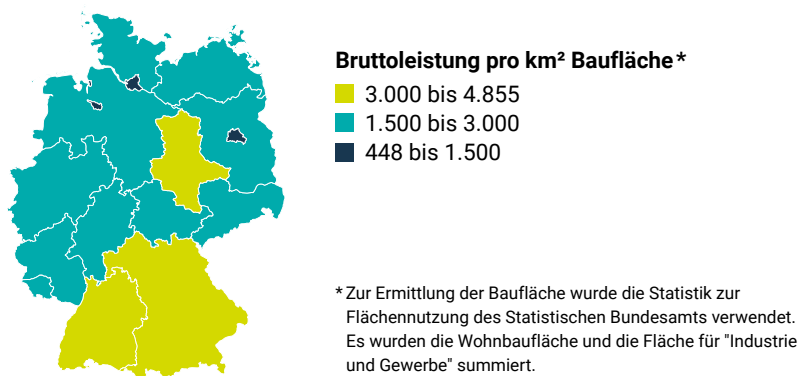 Bruttoleistung pro km² Baufläche*
3.000 bis 4.855
1.500 bis 3.000
448 bis 1.500
* Zur Ermittlung der Baufläche wurde die Statistik zur
Flächennutzung des Statistischen Bundesamts verwendet.
Es wurden die Wohnbaufläche und die Fläche für "Industrie
und Gewerbe" summiert.